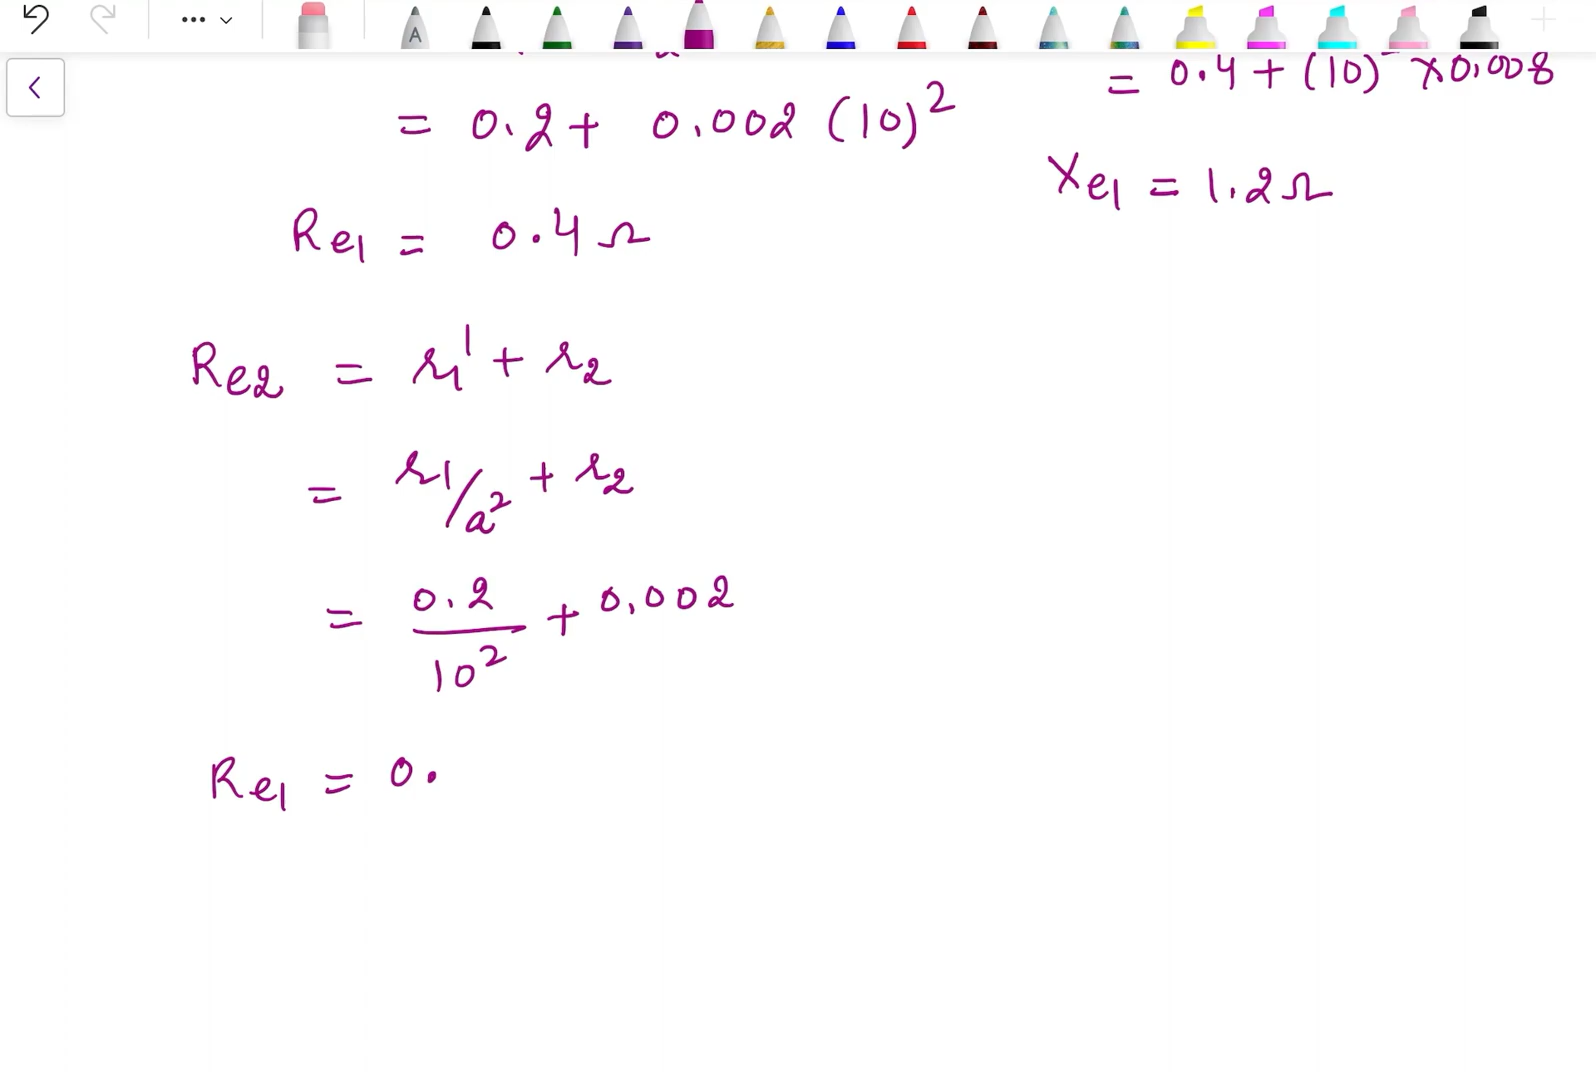 A
= 0.2 + 0.002 (10)²
Re1 = 0.4 Ω
= 0.4 + (10)² × 0.008
Xe1 = 1.2 Ω
Re2 = r1' + r2
= r1/a² + r2
= 0.2/10² + 0.002
Re1 = 0.